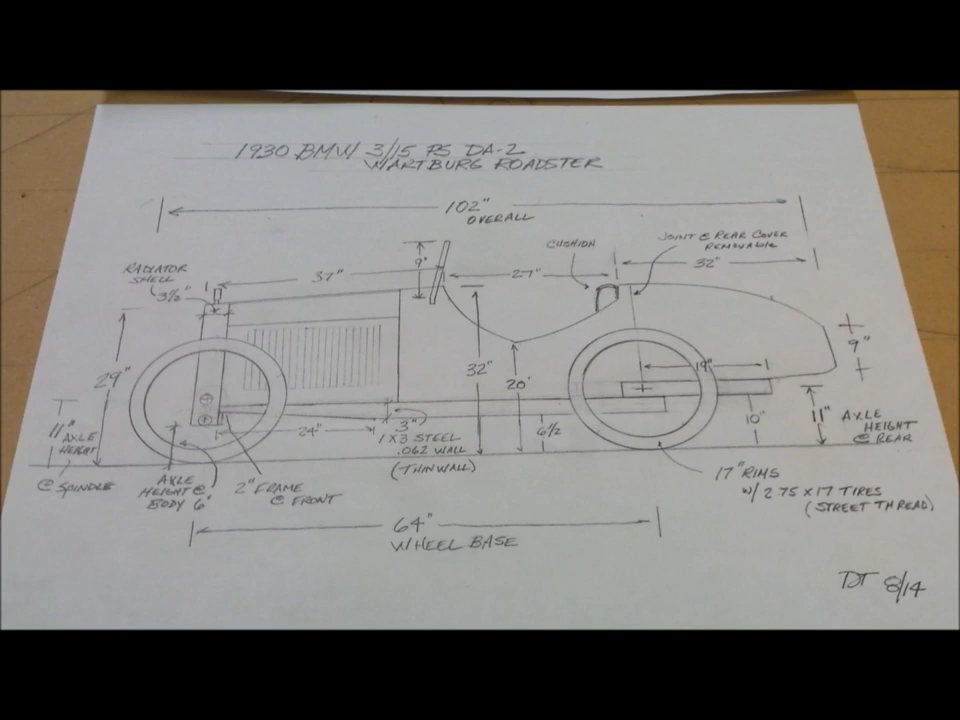 1930 BMW 3/15 PS DA-2
WARTBURG ROADSTER
102"
OVERALL
CUSHION
JOINT & REAR COVER
REMOVABLE
RADIATOR
SHELL
3½"
37"
9"
27"
32"
29"
32"
20"
19"
9"
11"
AXLE
HEIGHT
@ SPINDLE
24"
3"
1 X 3 STEEL
.062 WALL
(THINWALL)
6½
10"
11"
AXLE
HEIGHT
@ REAR
AXLE
HEIGHT @
BODY 6"
2" FRAME
@ FRONT
17" RIMS
W/ 2.75 X 17 TIRES
(STREET THREAD)
64"
WHEEL BASE
DT 8/14